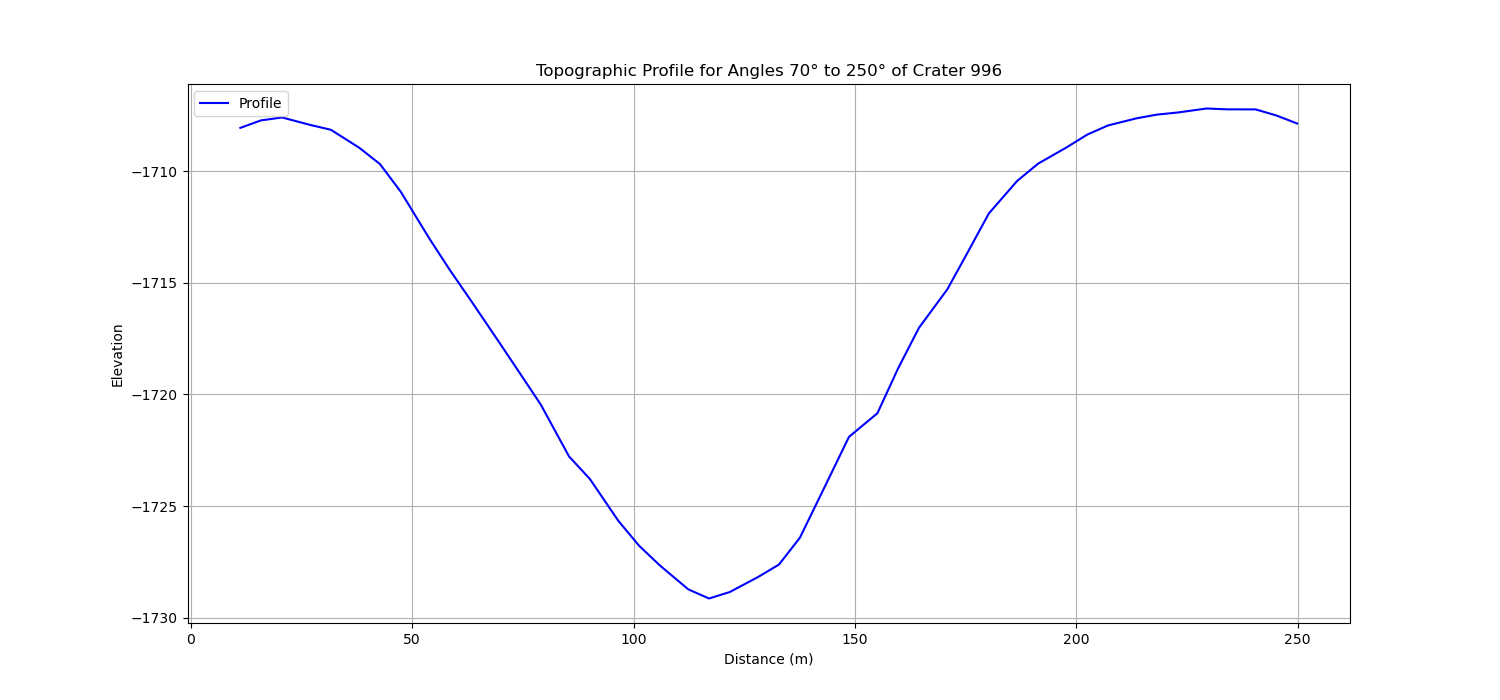 Topographic Profile for Angles 70° to 250° of Crater 996
Profile
−1710
−1715
−1720
−1725
−1730
Elevation
0 50 100 150 200 250
Distance (m)